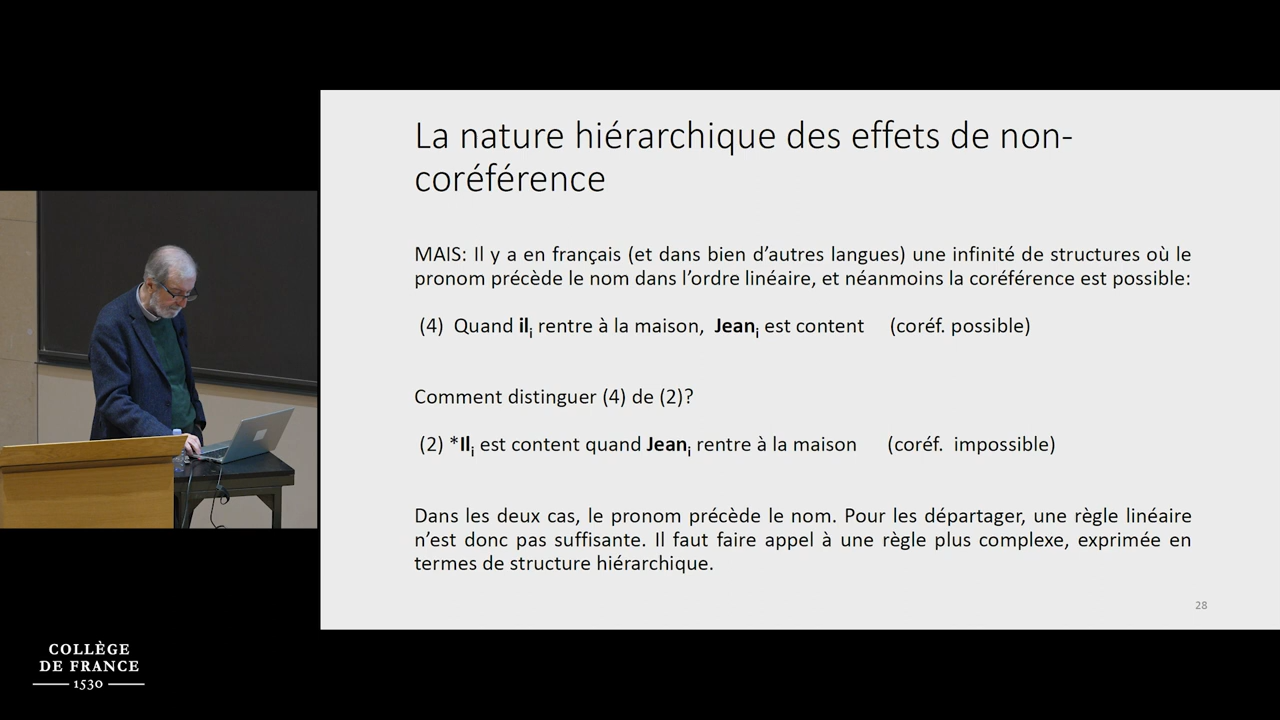 La nature hiérarchique des effets de non-
coréférence
MAIS: Il y a en français (et dans bien d’autres langues) une infinité de structures où le
pronom précède le nom dans l’ordre linéaire, et néanmoins la coréférence est possible:
(4) Quand ili rentre à la maison, Jeani est content (coréf. possible)
Comment distinguer (4) de (2)?
(2) *Ili est content quand Jeani rentre à la maison (coréf. impossible)
Dans les deux cas, le pronom précède le nom. Pour les départager, une règle linéaire
n’est donc pas suffisante. Il faut faire appel à une règle plus complexe, exprimée en
termes de structure hiérarchique.
28
COLLÈGE
DE FRANCE
1530